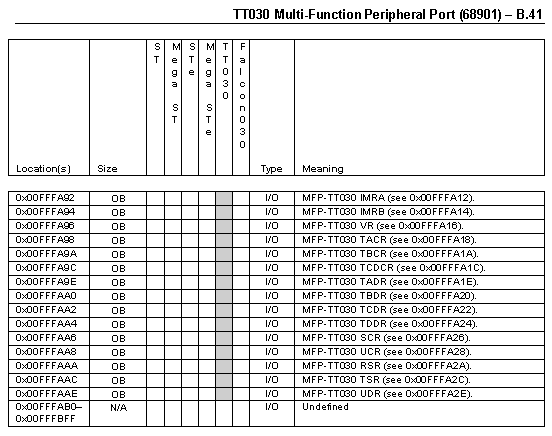 TT030 Multi-Function Peripheral Port (68901) – B.41
Location(s) Size ST Mega ST STe Mega STe TT030 Falcon030 Type Meaning
0x00FFFA92 OB I/O MFP-TT030 IMRA (see 0x00FFFA12).
0x00FFFA94 OB I/O MFP-TT030 IMRB (see 0x00FFFA14).
0x00FFFA96 OB I/O MFP-TT030 VR (see 0x00FFFA16).
0x00FFFA98 OB I/O MFP-TT030 TACR (see 0x00FFFA18).
0x00FFFA9A OB I/O MFP-TT030 TBCR (see 0x00FFFA1A).
0x00FFFA9C OB I/O MFP-TT030 TCDCR (see 0x00FFFA1C).
0x00FFFA9E OB I/O MFP-TT030 TADR (see 0x00FFFA1E).
0x00FFFAA0 OB I/O MFP-TT030 TBDR (see 0x00FFFA20).
0x00FFFAA2 OB I/O MFP-TT030 TCDR (see 0x00FFFA22).
0x00FFFAA4 OB I/O MFP-TT030 TDDR (see 0x00FFFA24).
0x00FFFAA6 OB I/O MFP-TT030 SCR (see 0x00FFFA26).
0x00FFFAA8 OB I/O MFP-TT030 UCR (see 0x00FFFA28).
0x00FFFAAA OB I/O MFP-TT030 RSR (see 0x00FFFA2A).
0x00FFFAAC OB I/O MFP-TT030 TSR (see 0x00FFFA2C).
0x00FFFAAE OB I/O MFP-TT030 UDR (see 0x00FFFA2E).
0x00FFFAB0– N/A I/O Undefined
0x00FFFBFF